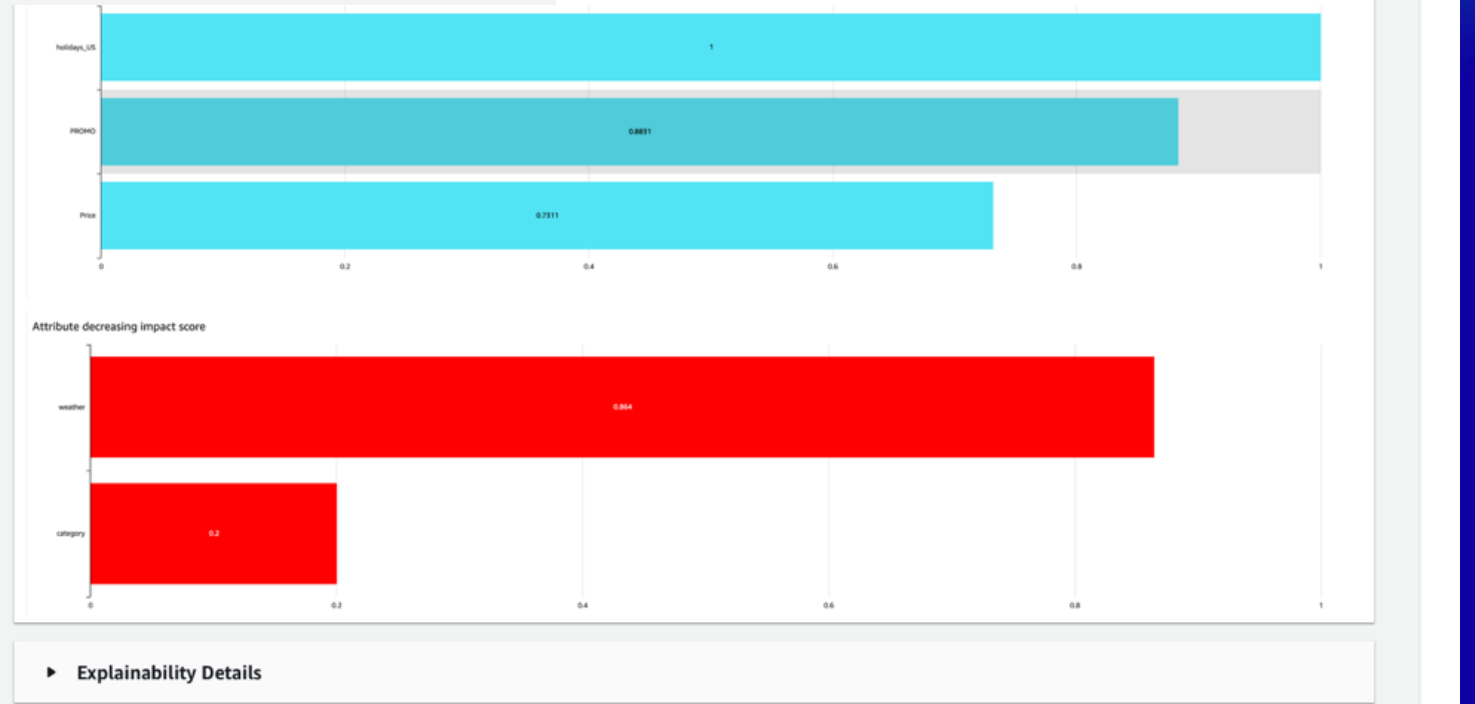 holidays_US
1
PROMO
0.8831
Price
0.7311
0 0.2 0.4 0.6 0.8 1
Attribute decreasing impact score
weather
0.864
category
0.2
0 0.2 0.4 0.6 0.8 1
Explainability Details